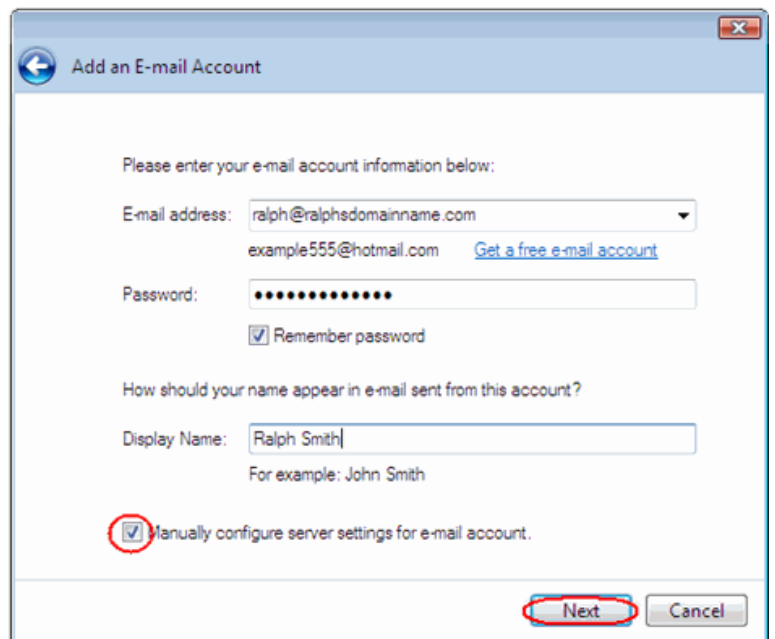 Add an E-mail Account
Please enter your e-mail account information below:
E-mail address: ralph@ralphsdomainname.com
example555@hotmail.com Get a free e-mail account
Password: •••••••••••••
Remember password
How should your name appear in e-mail sent from this account?
Display Name: Ralph Smith
For example: John Smith
Manually configure server settings for e-mail account.
Next Cancel